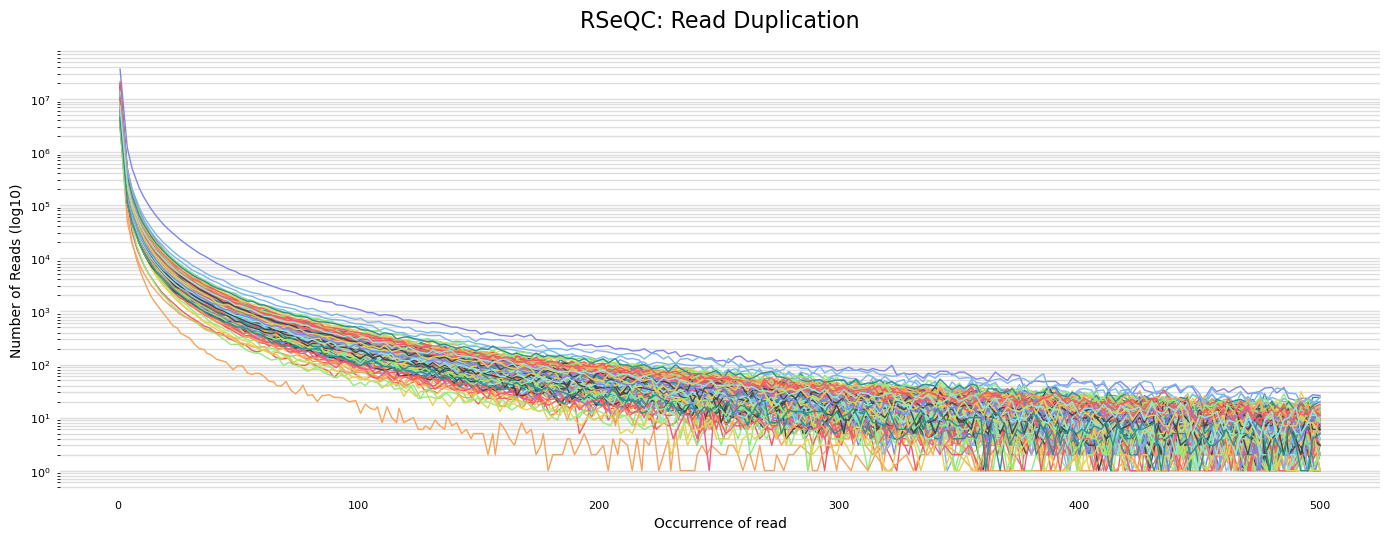 RSeQC: Read Duplication
Number of Reads (log10)
10⁷
10⁶
10⁵
10⁴
10³
10²
10¹
10⁰
0 100 200 300 400 500
Occurrence of read